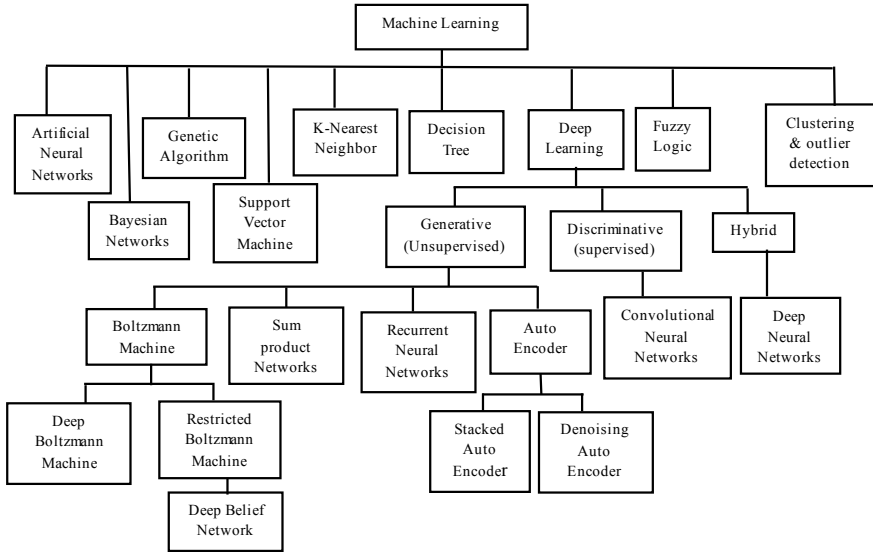 Machine Learning
Artificial
Neural
Networks
Bayesian
Networks
Genetic
Algorithm
Support
Vector
Machine
K-Nearest
Neighbor
Decision
Tree
Deep
Learning
Fuzzy
Logic
Clustering
& outlier
detection
Generative
(Unsupervised)
Discriminative
(supervised)
Hybrid
Boltzmann
Machine
Sum
product
Networks
Recurrent
Neural
Networks
Auto
Encoder
Convolutional
Neural
Networks
Deep
Neural
Networks
Deep
Boltzmann
Machine
Restricted
Boltzmann
Machine
Stacked
Auto
Encoder
Denoising
Auto
Encoder
Deep Belief
Network